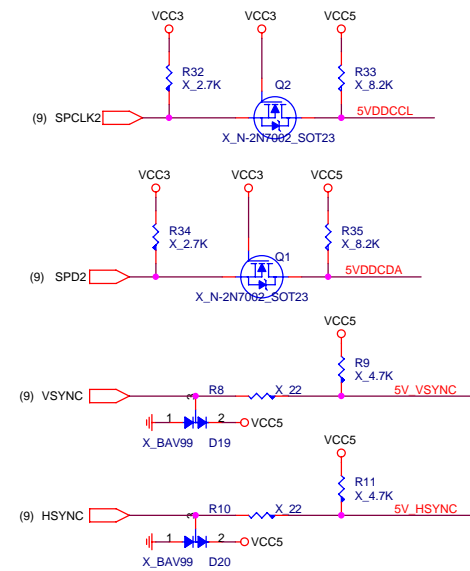 VCC3 VCC3 VCC5
R32
X_2.7K
Q2
R33
X_8.2K
(9) SPCLK2
5VDDCCL
X_N-2N7002_SOT23
VCC3 VCC3 VCC5
R34
X_2.7K
R35
X_8.2K
Q1
(9) SPD2
5VDDCDA
X_N-2N7002_SOT23
VCC5
R9
X_4.7K
(9) VSYNC
R8 X_22
5V_VSYNC
3
1 2 VCC5
X_BAV99 D19
VCC5
R11
X_4.7K
(9) HSYNC
R10 X_22
5V_HSYNC
3
1 2 VCC5
X_BAV99 D20